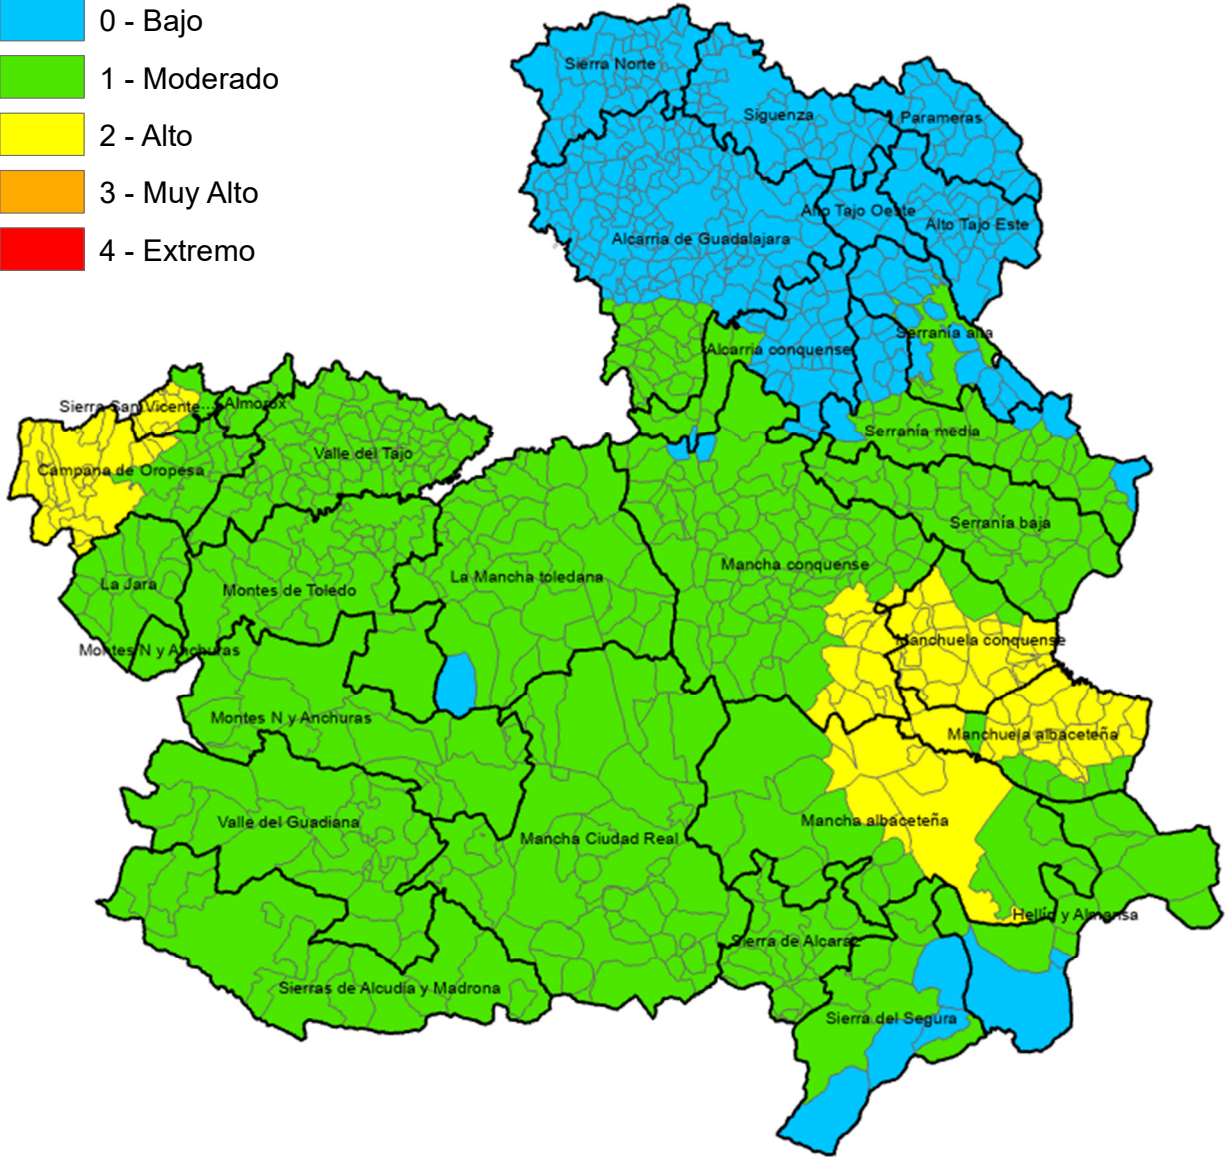 0 - Bajo
1 - Moderado
2 - Alto
3 - Muy Alto
4 - Extremo
Sierra Norte
Siguenza
Parameras
Alto Tajo Oeste
Alto Tajo Este
Alcarria de Guadalajara
Serranía alta
Alcarria conquense
Sierra San Vicente...
Almorox
Serranía media
Valle del Tajo
Campana de Oropesa
Serranía baja
Mancha conquense
La Mancha toledana
La Jara
Montes de Toledo
Manchuela conquense
Montes N y Anchuras
Montes N y Anchuras
Manchuela albaceteña
Valle del Guadiana
Mancha albaceteña
Mancha Ciudad Real
Hellín y Almansa
Sierra de Alcaraz
Sierras de Alcudia y Madrona
Sierra del Segura